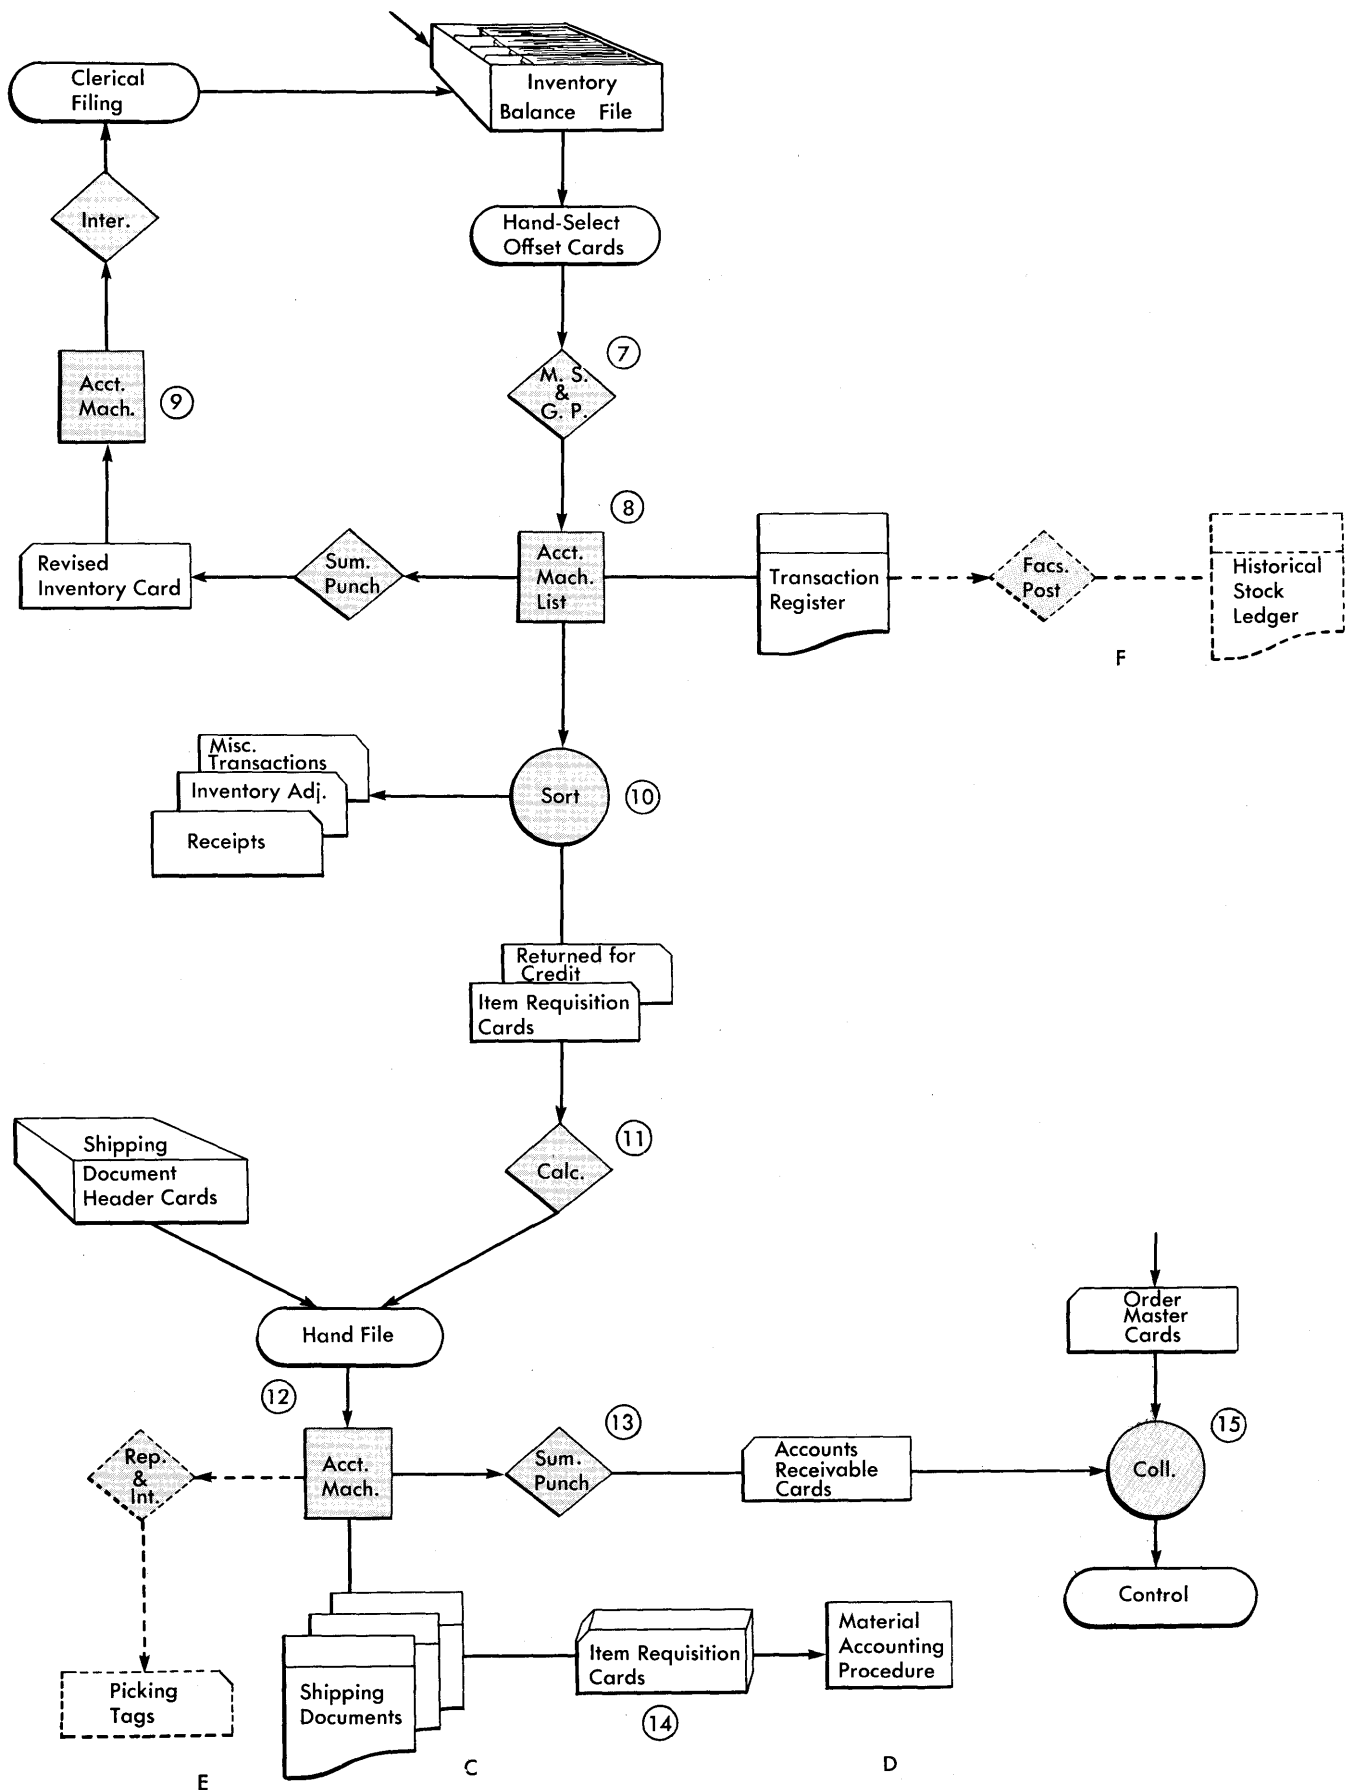 Clerical
Filing
Inventory
Balance File
Inter.
Hand-Select
Offset Cards
7
M. S.
&
G. P.
Acct.
Mach.
9
8
Revised
Inventory Card
Sum.
Punch
Acct.
Mach.
List
Transaction
Register
Facs.
Post
Historical
Stock
Ledger
F
Misc.
Transactions
Inventory Adj.
Receipts
Sort
10
Returned for
Credit
Item Requisition
Cards
11
Calc.
Shipping
Document
Header Cards
Hand File
Order
Master
Cards
12
13
15
Rep.
&
Int.
Acct.
Mach.
Sum.
Punch
Accounts
Receivable
Cards
Coll.
Control
Picking
Tags
Shipping
Documents
Item Requisition
Cards
14
Material
Accounting
Procedure
E
C
D